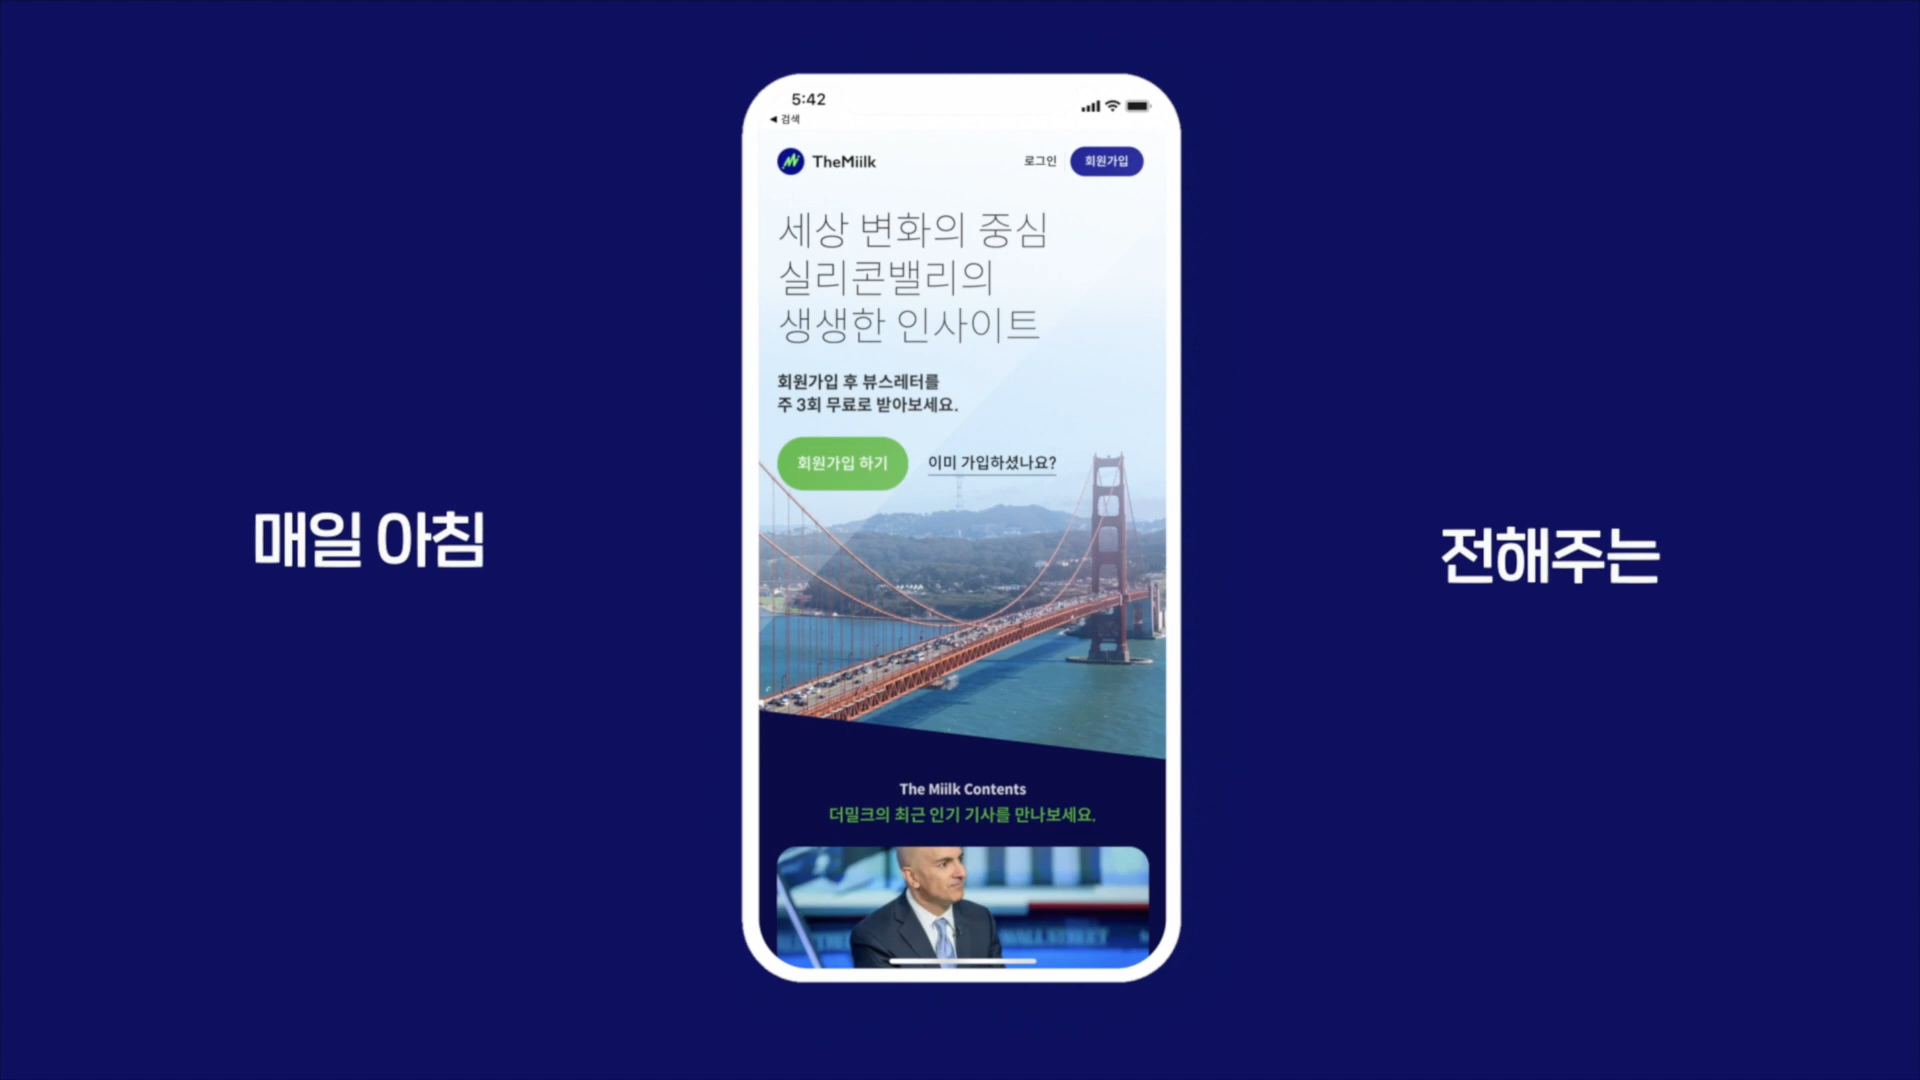 매일 아침
5:42
◀ 검색
TheMiilk
로그인
회원가입
세상 변화의 중심
실리콘밸리의
생생한 인사이트
회원가입 후 뷰스레터를
주 3회 무료로 받아보세요.
회원가입 하기
이미 가입하셨나요?
The Miilk Contents
더밀크의 최근 인기 기사를 만나보세요.
전해주는